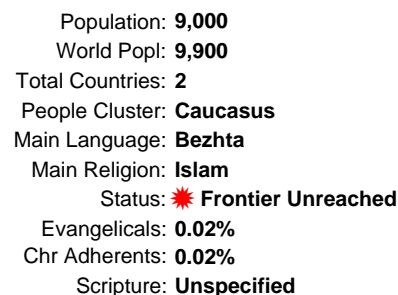 Population: 9,000
World Popl: 9,900
Total Countries: 2
People Cluster: Caucasus
Main Language: Bezhta
Main Religion: Islam
Status: Frontier Unreached
Evangelicals: 0.02%
Chr Adherents: 0.02%
Scripture: Unspecified